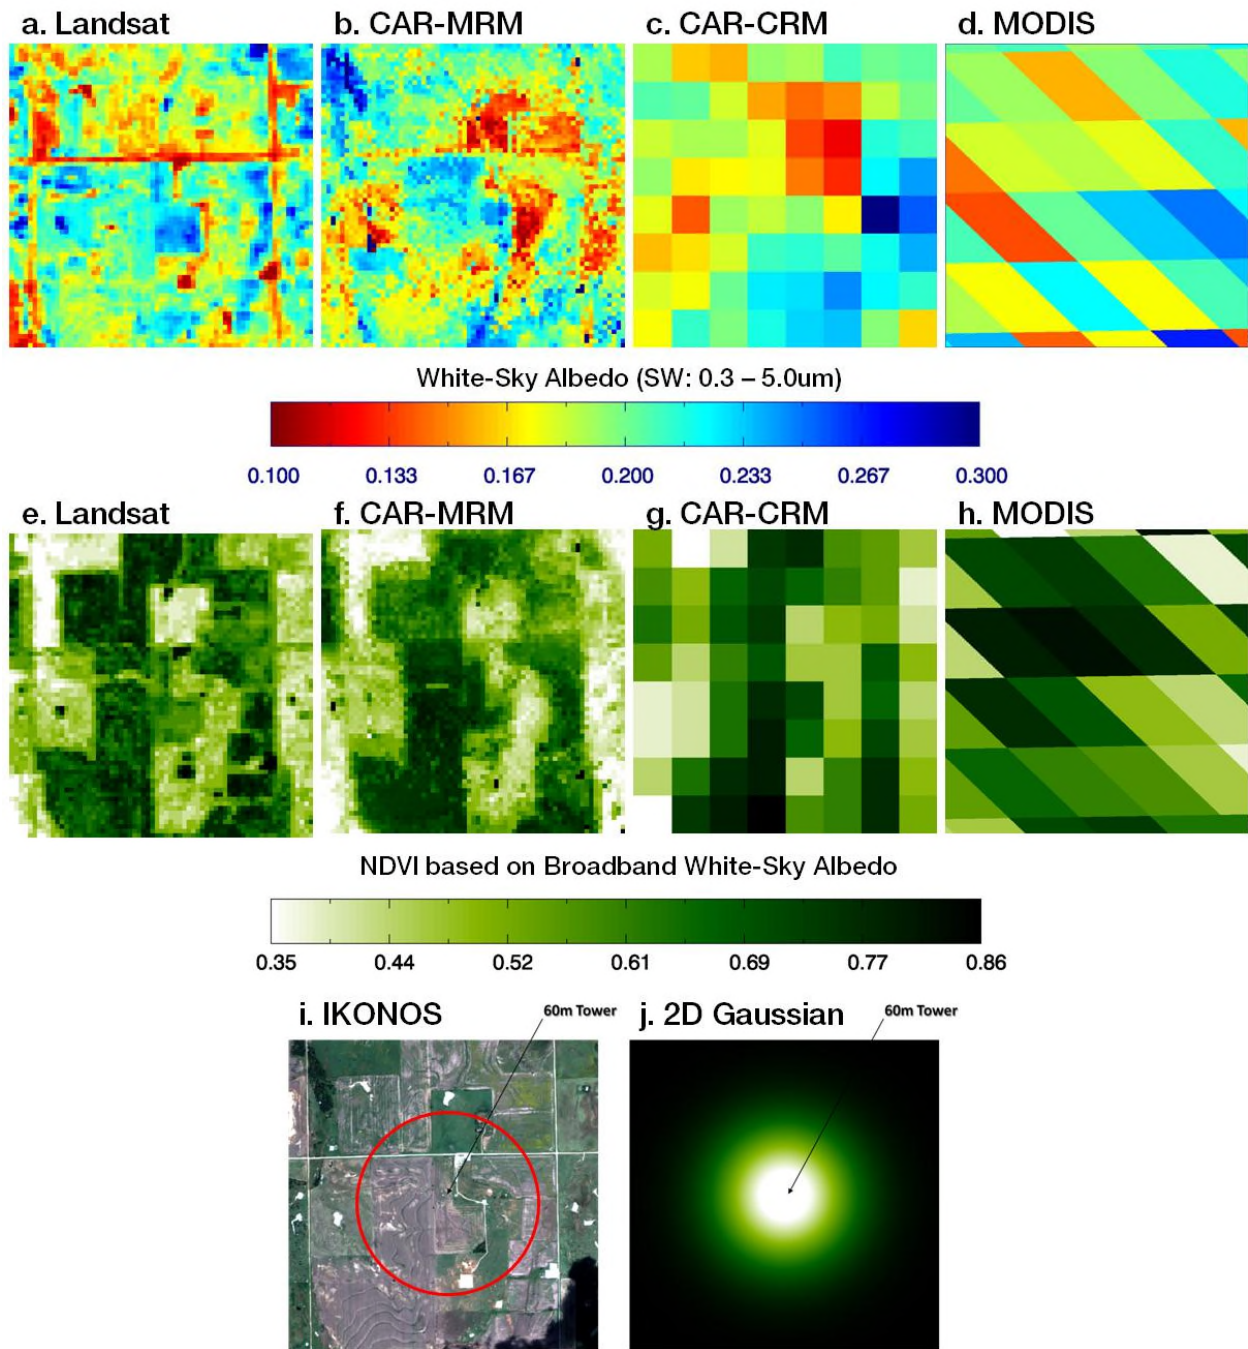 a. Landsat b. CAR-MRM c. CAR-CRM d. MODIS
White-Sky Albedo (SW: 0.3 – 5.0um)
0.100 0.133 0.167 0.200 0.233 0.267 0.300
e. Landsat f. CAR-MRM g. CAR-CRM h. MODIS
NDVI based on Broadband White-Sky Albedo
0.35 0.44 0.52 0.61 0.69 0.77 0.86
i. IKONOS 60m Tower j. 2D Gaussian 60m Tower